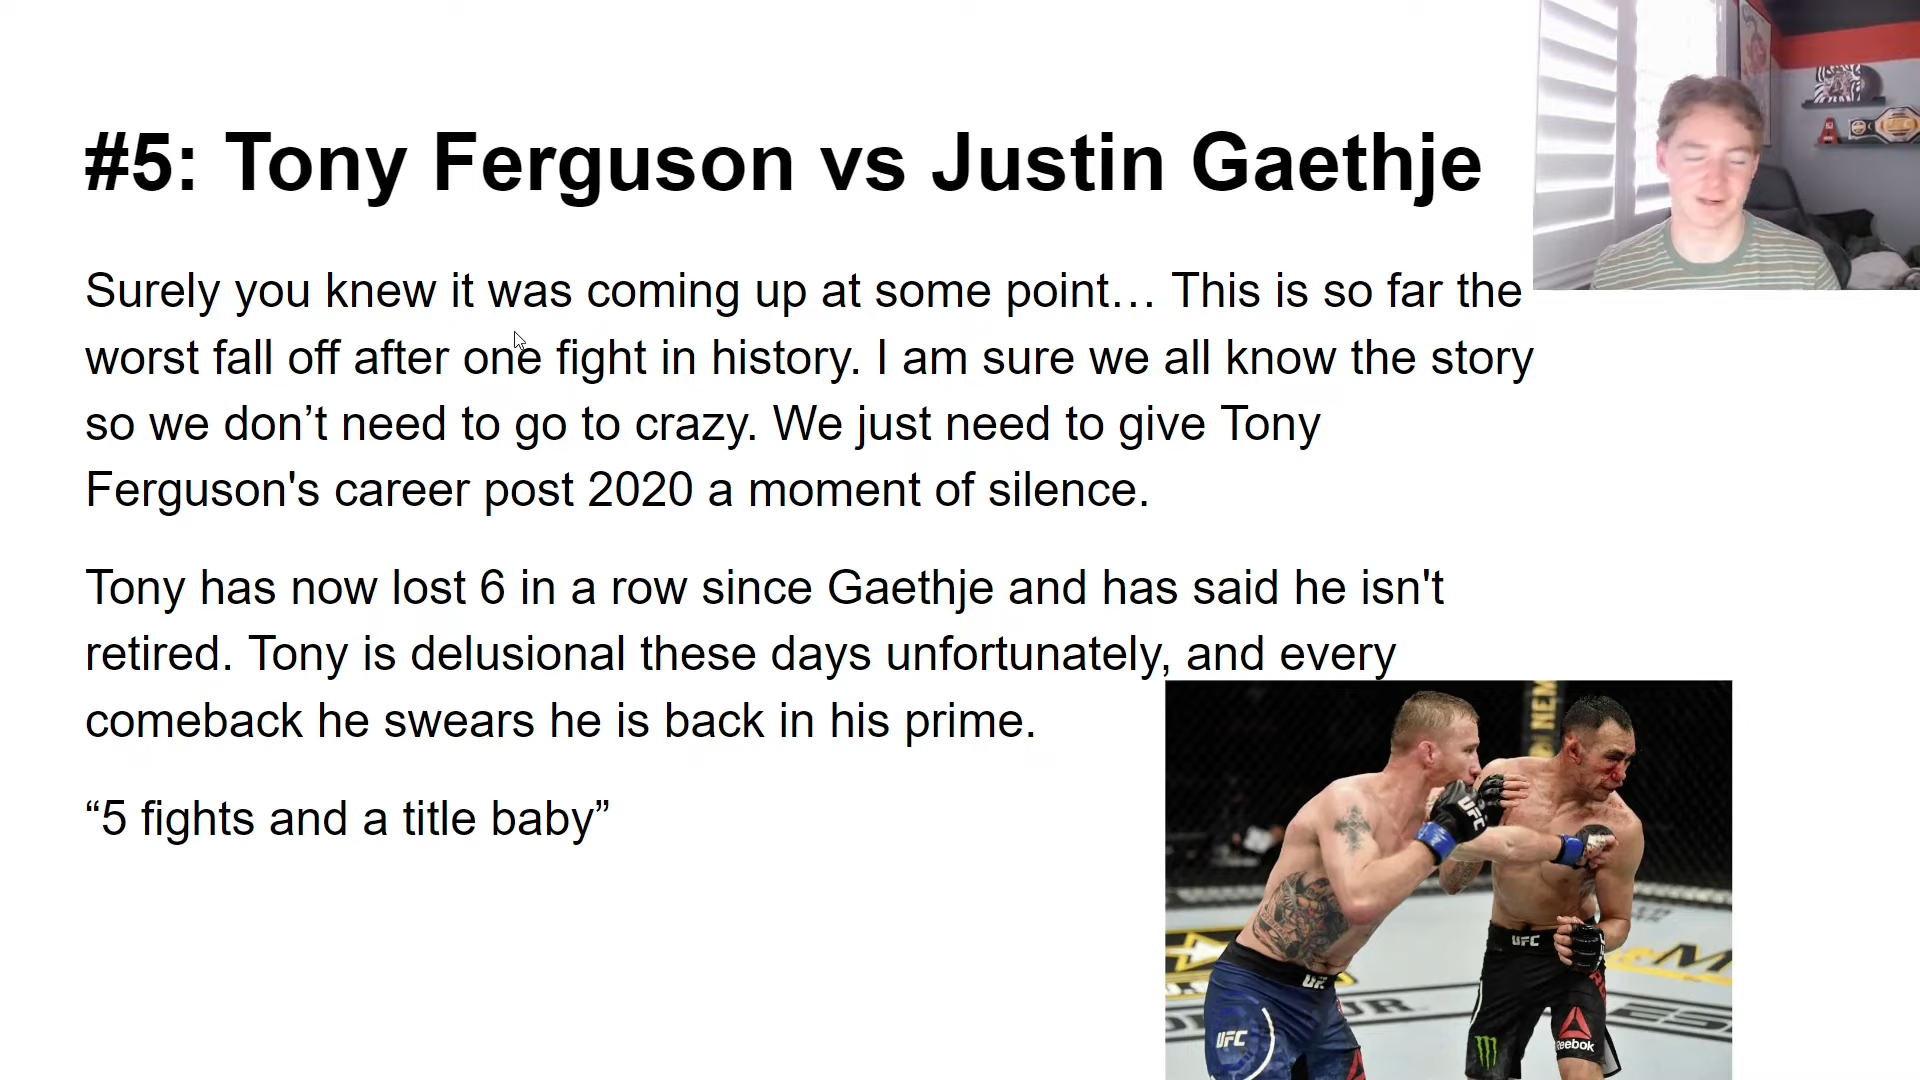 #5: Tony Ferguson vs Justin Gaethje
Surely you knew it was coming up at some point… This is so far the
worst fall off after one fight in history. I am sure we all know the story
so we don’t need to go to crazy. We just need to give Tony
Ferguson's career post 2020 a moment of silence.
Tony has now lost 6 in a row since Gaethje and has said he isn't
retired. Tony is delusional these days unfortunately, and every
comeback he swears he is back in his prime.
“5 fights and a title baby”
UFC
UFC
UFC
Reebok